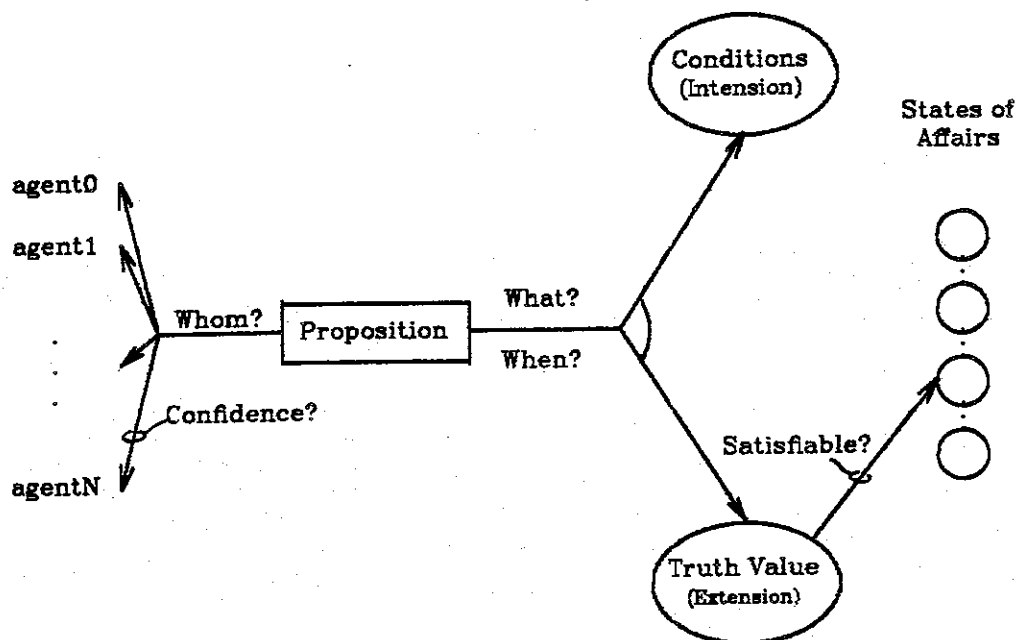 Conditions
(Intension)
States of
Affairs
agent0
agent1
Whom?
Proposition
What?
When?
Confidence?
Satisfiable?
agentN
Truth Value
(Extension)